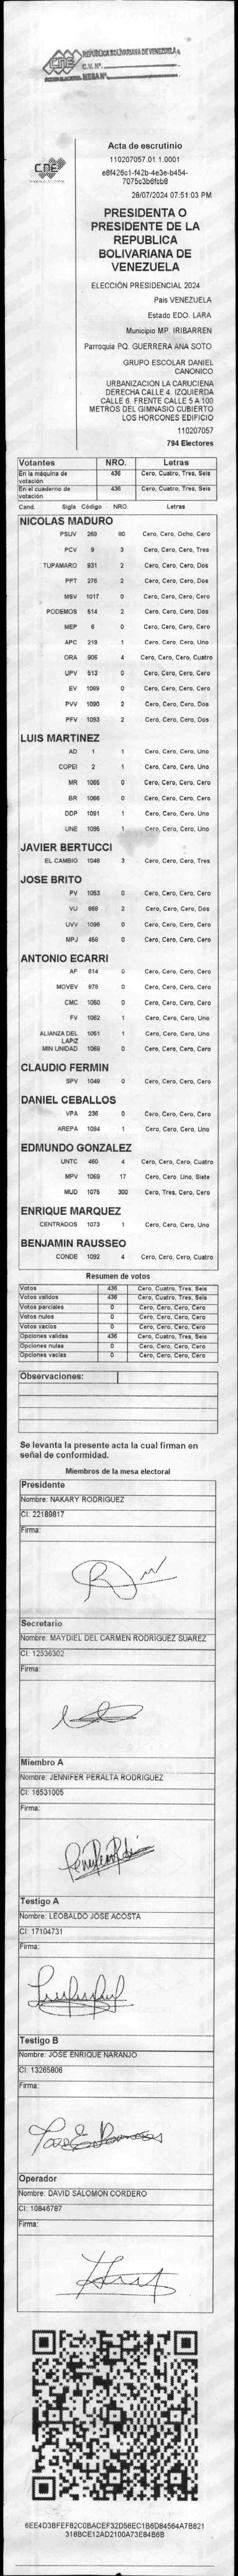 CNE
REPÚBLICA BOLIVARIANA DE VENEZUELA
C.V. Nº.
MESA Nº.
CNE
Acta de escrutinio
110207057.01.1.0001
e8f426c1-f42b-4e3e-b454-
7075c3b6fcb8
28/07/2024 07:51:03 PM
PRESIDENTA O
PRESIDENTE DE LA
REPUBLICA
BOLIVARIANA DE
VENEZUELA
ELECCIÓN PRESIDENCIAL 2024
Pais VENEZUELA
Estado EDO. LARA
Municipio MP. IRIBARREN
Parroquia PQ. GUERRERA ANA SOTO
GRUPO ESCOLAR DANIEL
CANONICO
URBANIZACION LA CARUCIENA
DERECHA CALLE 4. IZQUIERDA
CALLE 6. FRENTE CALLE 5 A 100
METROS DEL GIMNASIO CUBIERTO
LOS HORCONES EDIFICIO
110207057
794 Electores
Votantes NRO. Letras
En la máquina de votación 436 Cero, Cuatro, Tres, Seis
En el cuaderno de votación 436 Cero, Cuatro, Tres, Seis
Cand. Sigla Código NRO. Letras
NICOLAS MADURO
PSUV 269 80 Cero, Cero, Ocho, Cero
PCV 9 3 Cero, Cero, Cero, Tres
TUPAMARO 931 2 Cero, Cero, Cero, Dos
PPT 276 2 Cero, Cero, Cero, Dos
MSV 1017 0 Cero, Cero, Cero, Cero
PODEMOS 514 2 Cero, Cero, Cero, Dos
MEP 6 0 Cero, Cero, Cero, Cero
APC 219 1 Cero, Cero, Cero, Uno
ORA 906 4 Cero, Cero, Cero, Cuatro
UPV 513 0 Cero, Cero, Cero, Cero
EV 1089 0 Cero, Cero, Cero, Cero
PVV 1090 2 Cero, Cero, Cero, Dos
PFV 1093 2 Cero, Cero, Cero, Dos
LUIS MARTINEZ
AD 1 1 Cero, Cero, Cero, Uno
COPEI 2 1 Cero, Cero, Cero, Uno
MR 1065 0 Cero, Cero, Cero, Cero
BR 1066 0 Cero, Cero, Cero, Cero
DDP 1091 1 Cero, Cero, Cero, Uno
UNE 1095 1 Cero, Cero, Cero, Uno
JAVIER BERTUCCI
EL CAMBIO 1048 3 Cero, Cero, Cero, Tres
JOSE BRITO
PV 1053 0 Cero, Cero, Cero, Cero
VU 868 2 Cero, Cero, Cero, Dos
UVV 1096 0 Cero, Cero, Cero, Cero
MPJ 458 0 Cero, Cero, Cero, Cero
ANTONIO ECARRI
AP 814 0 Cero, Cero, Cero, Cero
MOVEV 978 0 Cero, Cero, Cero, Cero
CMC 1050 0 Cero, Cero, Cero, Cero
FV 1062 1 Cero, Cero, Cero, Uno
ALIANZA DEL LAPIZ 1061 1 Cero, Cero, Cero, Uno
MIN UNIDAD 1068 0 Cero, Cero, Cero, Cero
CLAUDIO FERMIN
SPV 1049 0 Cero, Cero, Cero, Cero
DANIEL CEBALLOS
VPA 236 0 Cero, Cero, Cero, Cero
AREPA 1094 1 Cero, Cero, Cero, Uno
EDMUNDO GONZALEZ
UNTC 460 4 Cero, Cero, Cero, Cuatro
MPV 1069 17 Cero, Cero, Uno, Siete
MUD 1075 300 Cero, Tres, Cero, Cero
ENRIQUE MARQUEZ
CENTRADOS 1073 1 Cero, Cero, Cero, Uno
BENJAMIN RAUSSEO
CONDE 1092 4 Cero, Cero, Cero, Cuatro
Resumen de votos
Votos 436 Cero, Cuatro, Tres, Seis
Votos validos 436 Cero, Cuatro, Tres, Seis
Votos parciales 0 Cero, Cero, Cero, Cero
Votos nulos 0 Cero, Cero, Cero, Cero
Votos vacios 0 Cero, Cero, Cero, Cero
Opciones validas 436 Cero, Cuatro, Tres, Seis
Opciones nulas 0 Cero, Cero, Cero, Cero
Opciones vacias 0 Cero, Cero, Cero, Cero
Observaciones:
Se levanta la presente acta la cual firman en
señal de conformidad.
Miembros de la mesa electoral
Presidente
Nombre: NAKARY RODRIGUEZ
CI: 22189817
Firma:
Secretario
Nombre: MAYDIEL DEL CARMEN RODRIGUEZ SUAREZ
CI: 12536302
Firma:
Miembro A
Nombre: JENNIFER PERALTA RODRIGUEZ
CI: 16531005
Firma:
Testigo A
Nombre: LEOBALDO JOSE ACOSTA
CI: 17104731
Firma:
Testigo B
Nombre: JOSE ENRIQUE NARANJO
CI: 13265806
Firma:
Operador
Nombre: DAVID SALOMON CORDERO
CI: 10846787
Firma:
6EE4D3BFEF82C0BACEF32D56EC1B6D84564A7B821
318BCE12AD2100A73E84B6B